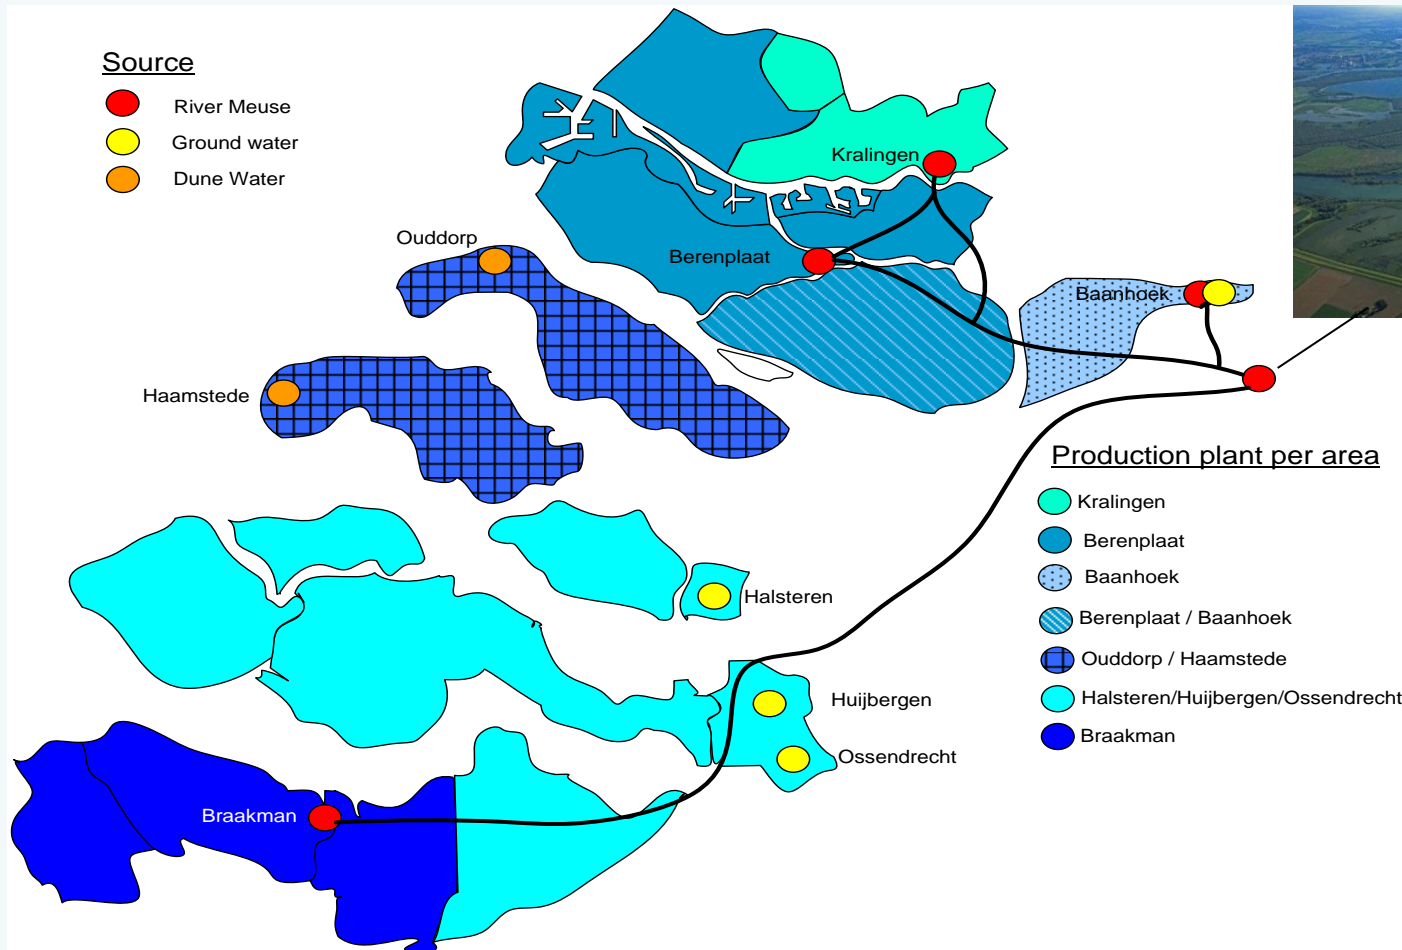 Source
River Meuse
Ground water
Dune Water
Kralingen
Ouddorp
Berenplaat
Baanhoek
Haamstede
Production plant per area
Kralingen
Berenplaat
Baanhoek
Berenplaat / Baanhoek
Ouddorp / Haamstede
Halsteren/Huijbergen/Ossendrecht
Braakman
Halsteren
Huijbergen
Ossendrecht
Braakman